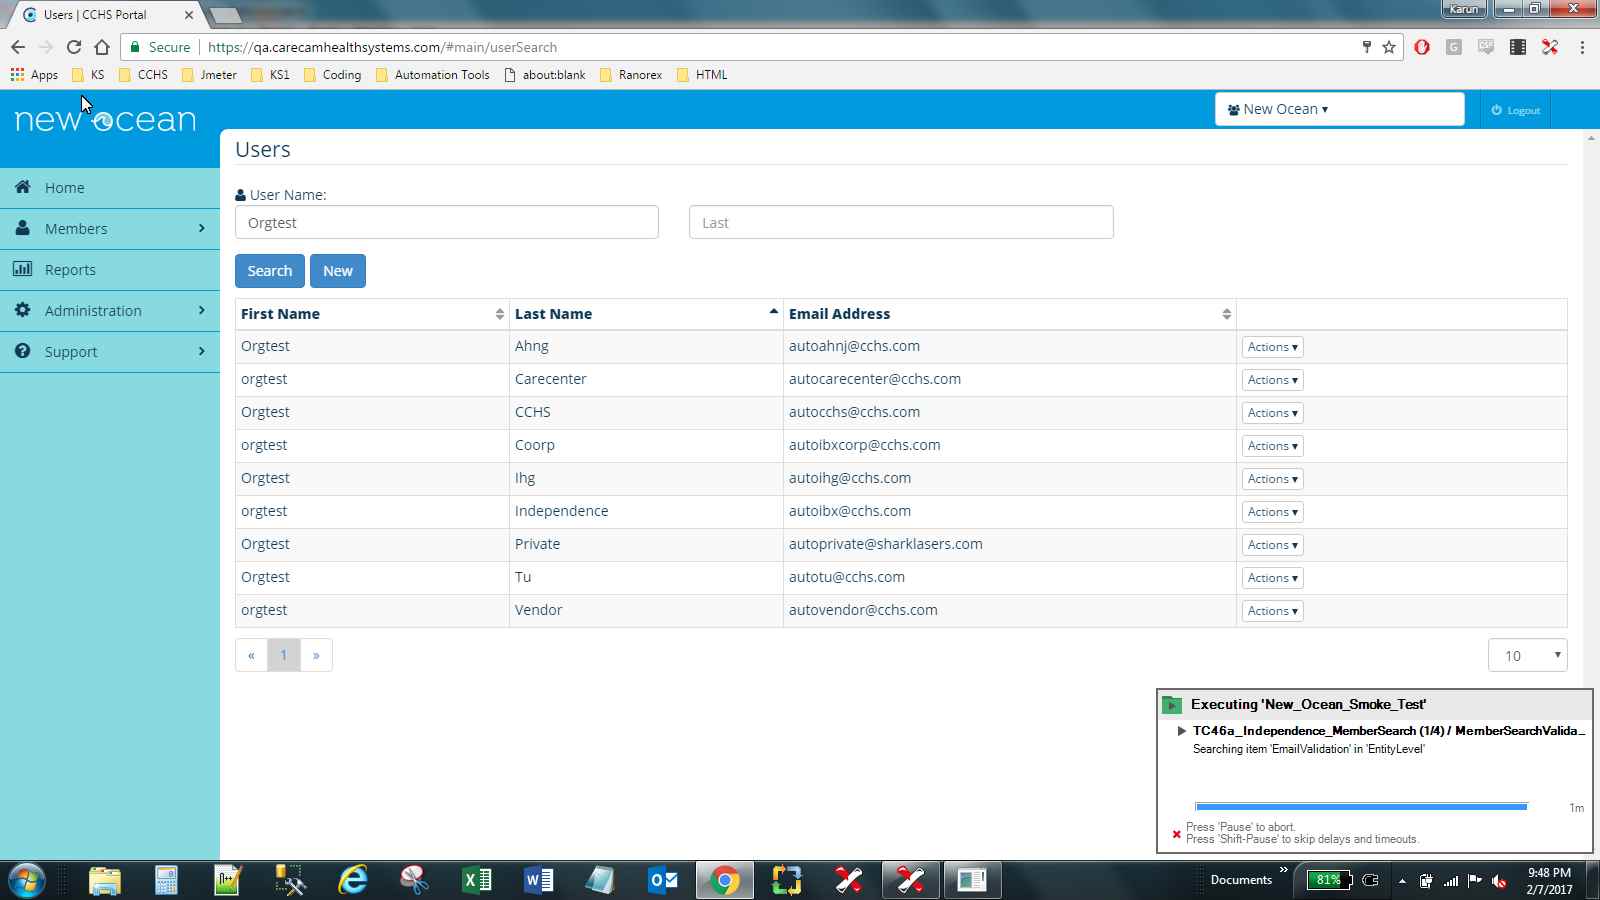 Users | CCHS Portal
Karun
Secure https://qa.carecamhealthsystems.com/#main/userSearch
Apps KS CCHS Jmeter KS1 Coding Automation Tools about:blank Ranorex HTML
new ocean
New Ocean ▾
Logout
Home
Members
Reports
Administration
Support
Users
User Name:
Orgtest Last
Search New
First Name Last Name Email Address
Orgtest Ahng autoahnj@cchs.com Actions ▾
orgtest Carecenter autocarecenter@cchs.com Actions ▾
Orgtest CCHS autocchs@cchs.com Actions ▾
orgtest Coorp autoibxcorp@cchs.com Actions ▾
Orgtest Ihg autoihg@cchs.com Actions ▾
orgtest Independence autoibx@cchs.com Actions ▾
Orgtest Private autoprivate@sharklasers.com Actions ▾
Orgtest Tu autotu@cchs.com Actions ▾
orgtest Vendor autovendor@cchs.com Actions ▾
« 1 »
10
Executing 'New_Ocean_Smoke_Test'
TC46a_Independence_MemberSearch (1/4) / MemberSearchValida...
Searching item 'EmailValidation' in 'EntityLevel'
1m
Press 'Pause' to abort.
Press 'Shift-Pause' to skip delays and timeouts.
Documents »
81%
9:48 PM
2/7/2017